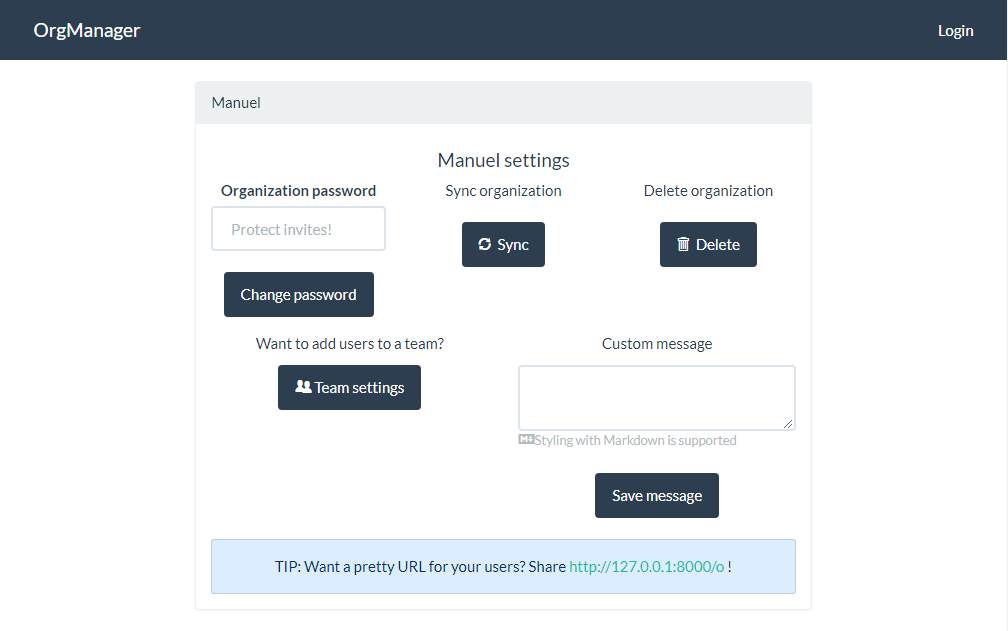 OrgManager
Login
Manuel
Manuel settings
Organization password
Sync organization
Delete organization
Protect invites!
Sync
Delete
Change password
Want to add users to a team?
Custom message
Team settings
M
Styling with Markdown is supported
Save message
TIP: Want a pretty URL for your users? Share http://127.0.0.1:8000/o !